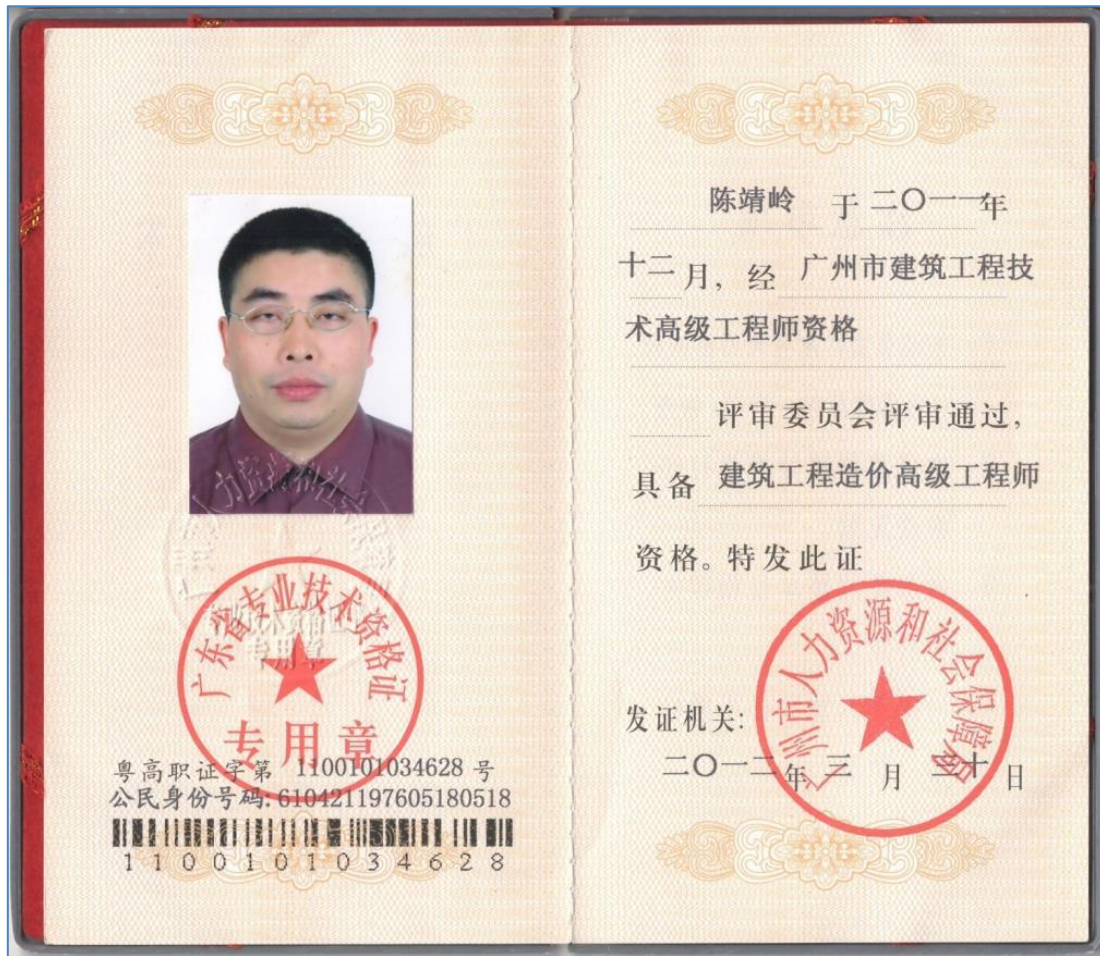 广东省专业技术资格证
专用章
粤高职证字第 1100101034628 号
公民身份号码: 610421197605180518
1100101034628
陈靖岭 于 二〇一一年
十二月, 经 广州市建筑工程技
术高级工程师资格
评审委员会评审通过,
具备 建筑工程造价高级工程师
资格。特发此证
广州市人力资源和社会保障局
发证机关:
二〇一二年 三 月 二十 日